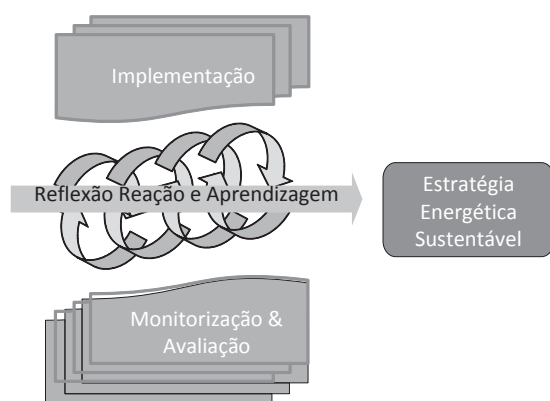 Implementação
Reflexão Reação e Aprendizagem
Estratégia
Energética
Sustentável
Monitorização &
Avaliação